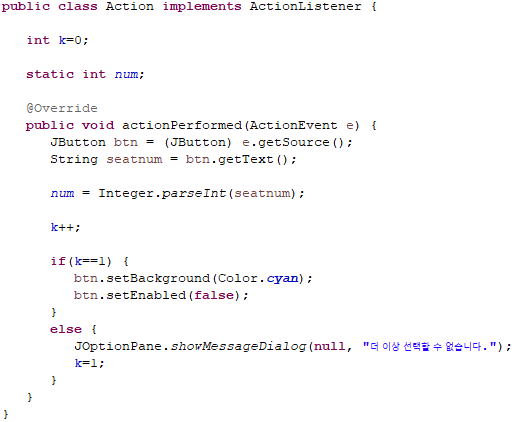 public class Action implements ActionListener {
int k=0;
static int num;
@Override
public void actionPerformed(ActionEvent e) {
JButton btn = (JButton) e.getSource();
String seatnum = btn.getText();
num = Integer.parseInt(seatnum);
k++;
if(k==1) {
btn.setBackground(Color.cyan);
btn.setEnabled(false);
}
else {
JOptionPane.showMessageDialog(null, "더 이상 선택할 수 없습니다.");
k=1;
}
}
}